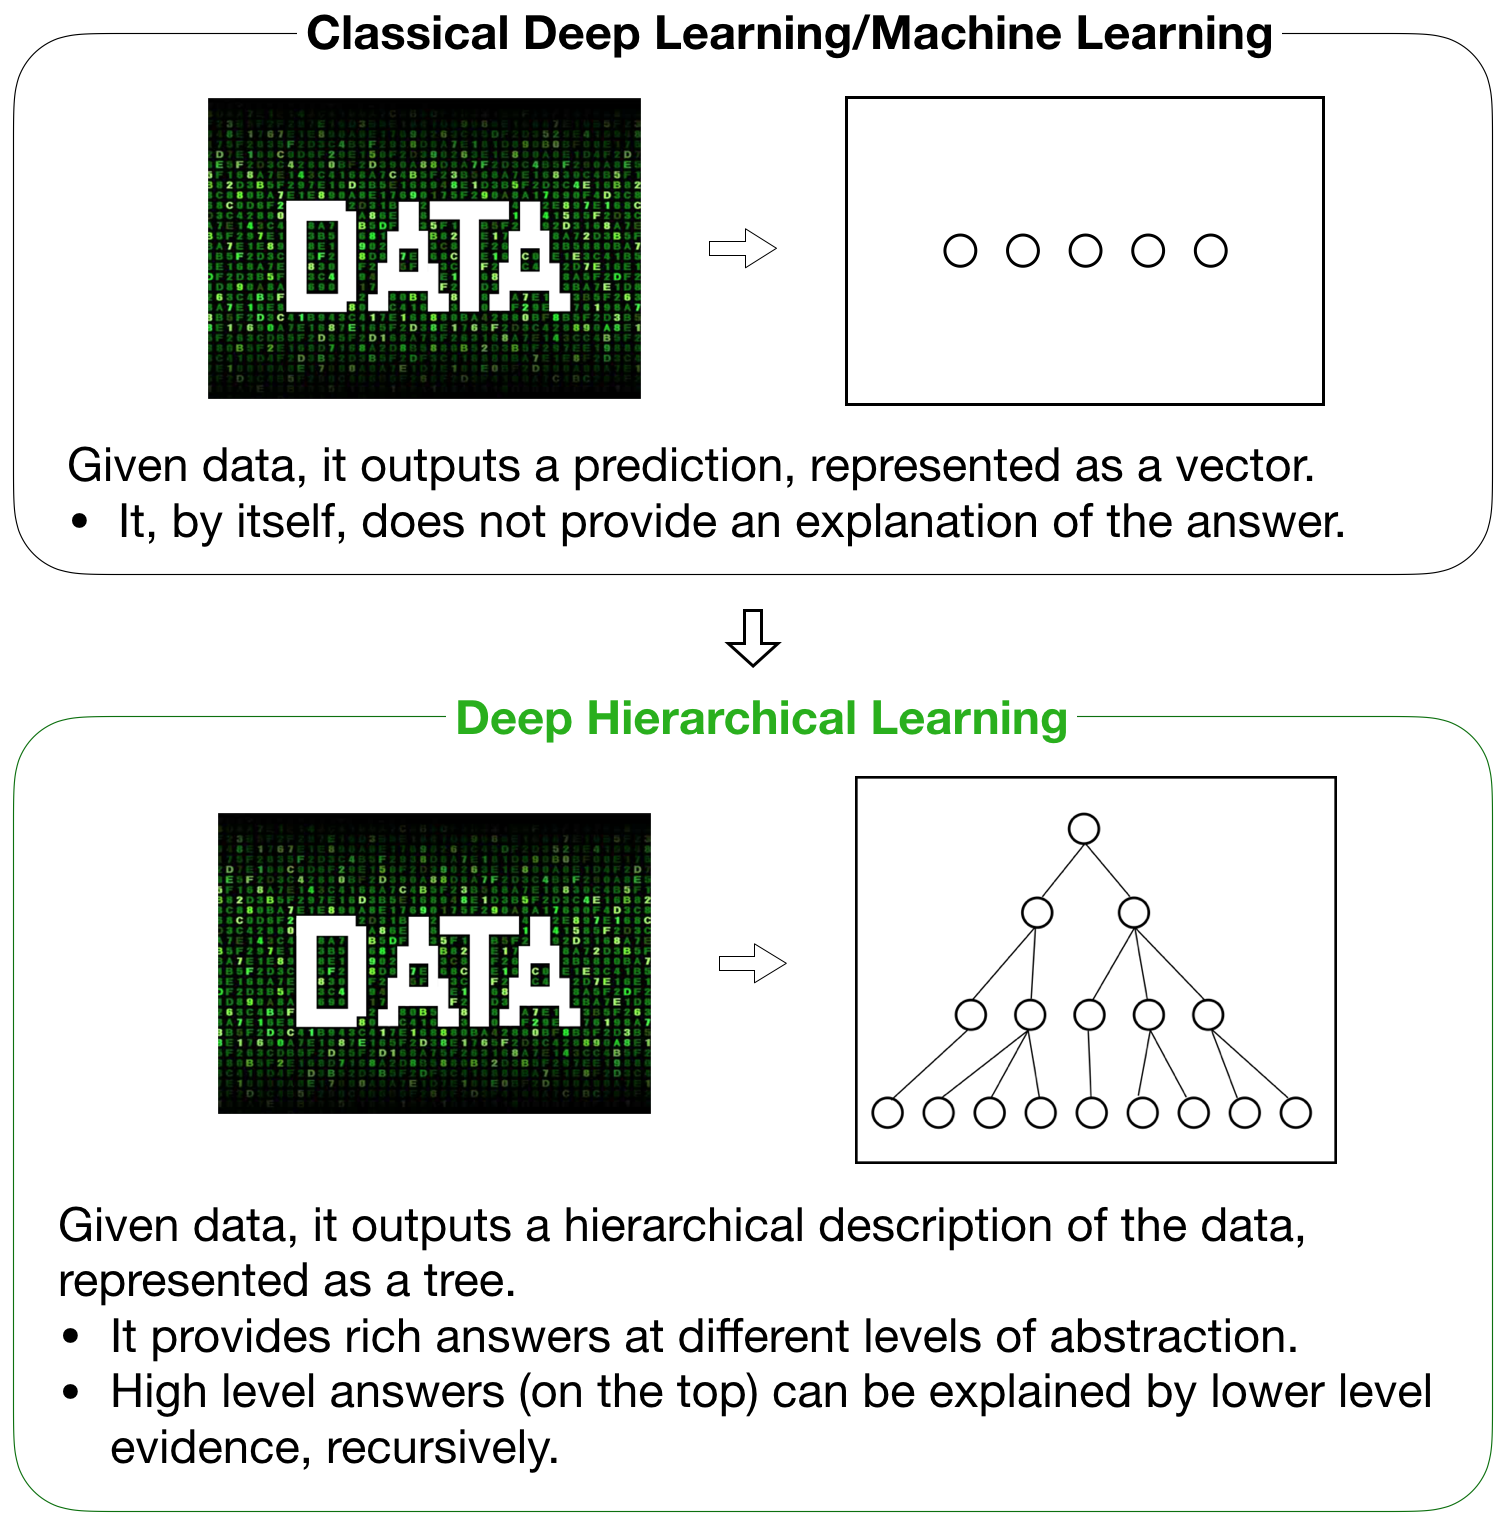 Classical Deep Learning/Machine Learning
DATA
Given data, it outputs a prediction, represented as a vector.
• It, by itself, does not provide an explanation of the answer.
Deep Hierarchical Learning
DATA
Given data, it outputs a hierarchical description of the data,
represented as a tree.
• It provides rich answers at different levels of abstraction.
• High level answers (on the top) can be explained by lower level
evidence, recursively.